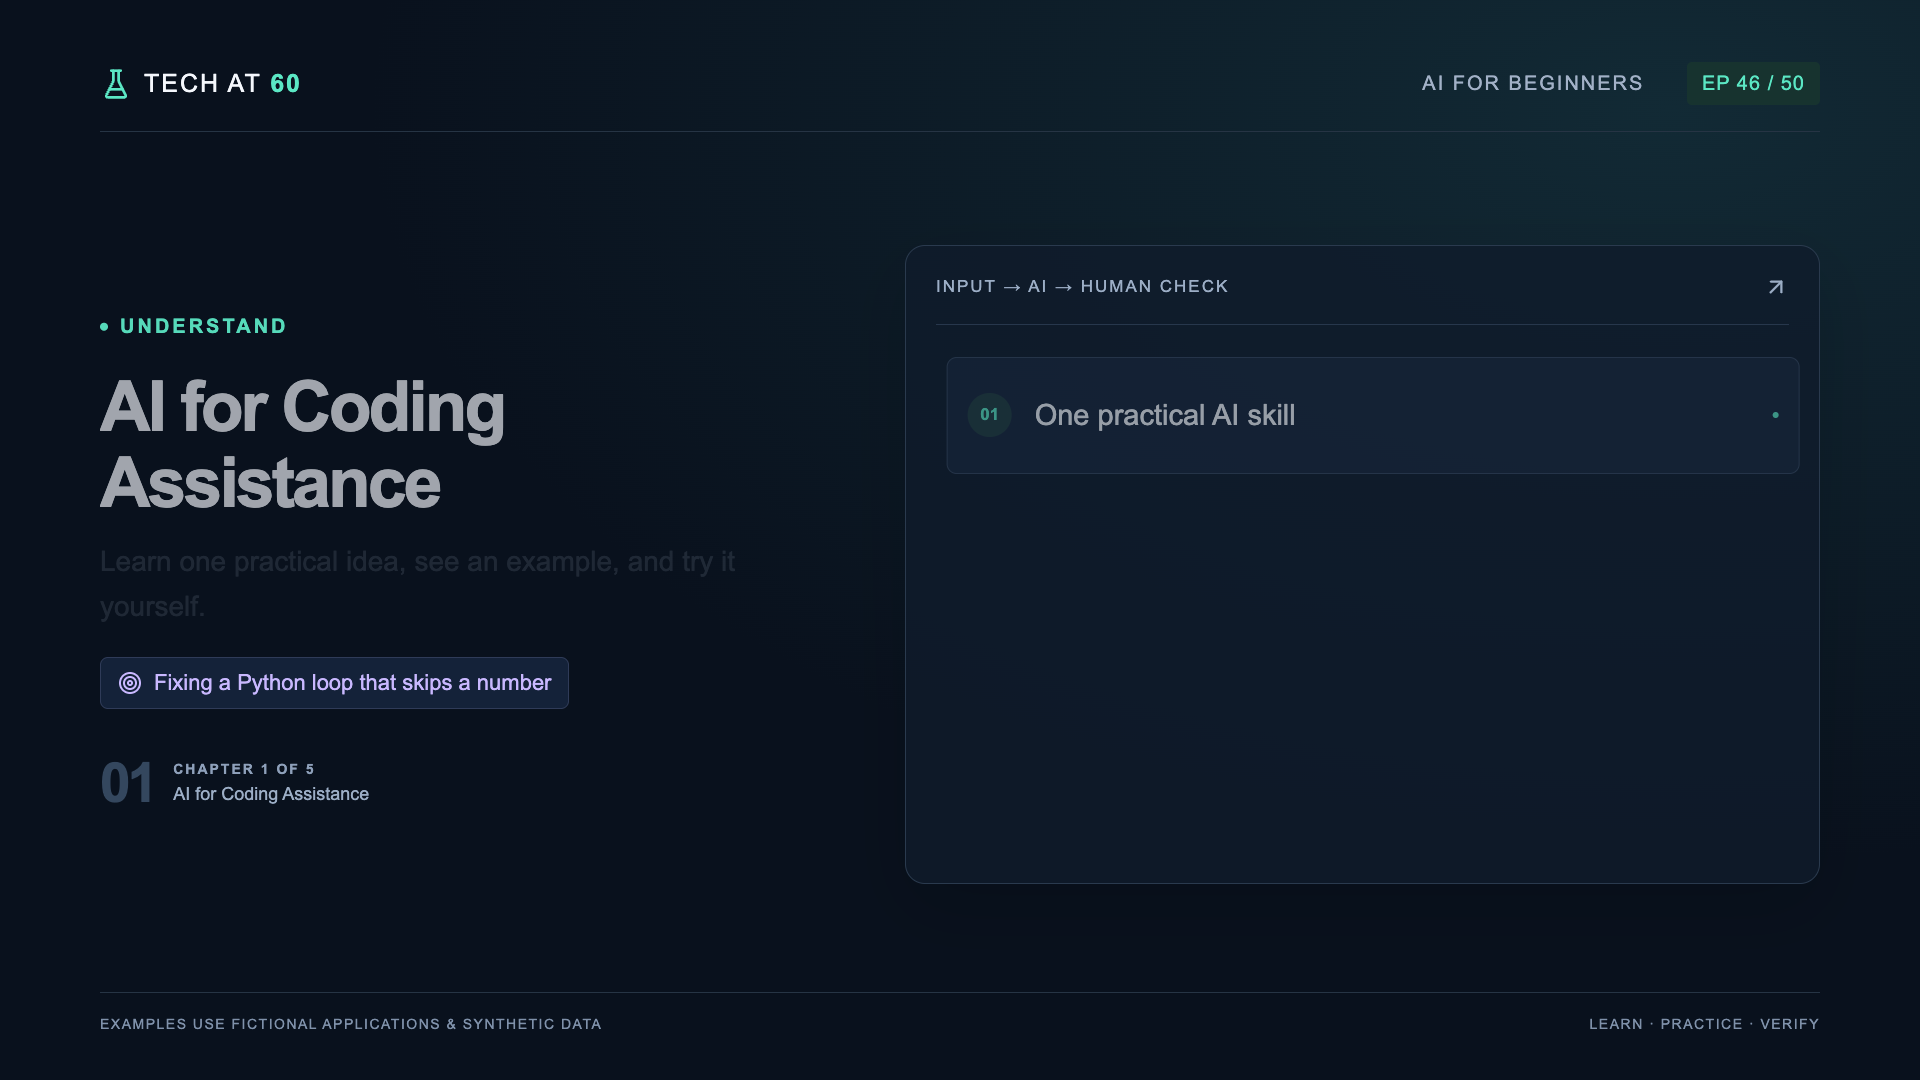 TECH AT 60
AI FOR BEGINNERS
EP 46 / 50
UNDERSTAND
AI for Coding
Assistance
Learn one practical idea, see an example, and try it
yourself.
Fixing a Python loop that skips a number
01
CHAPTER 1 OF 5
AI for Coding Assistance
INPUT → AI → HUMAN CHECK
01
One practical AI skill
EXAMPLES USE FICTIONAL APPLICATIONS & SYNTHETIC DATA
LEARN · PRACTICE · VERIFY